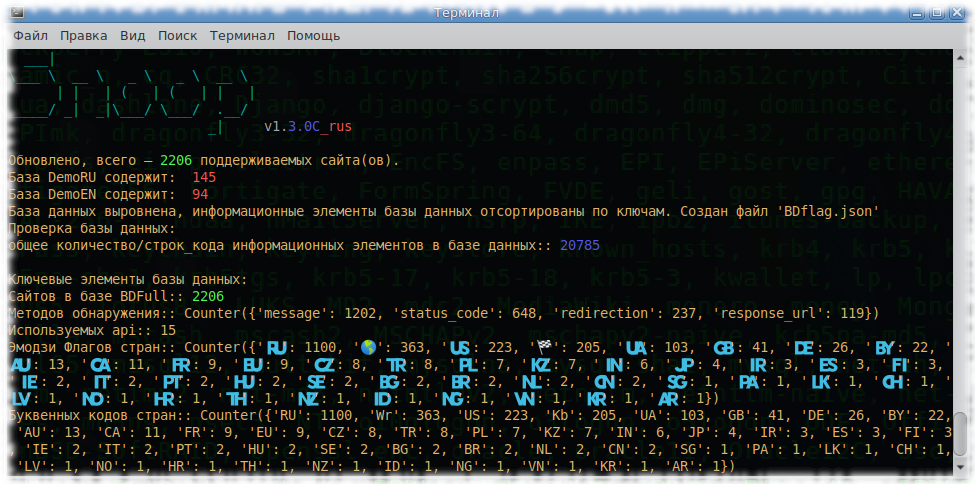 Терминал
Файл Правка Вид Поиск Терминал Помощь
v1.3.0C_rus
Обновлено, всего — 2206 поддерживаемых сайта(ов).
База DemoRU содержит: 145
База DemoEN содержит: 94
База данных выровнена, информационные элементы базы данных отсортированы по ключам. Создан файл 'BDflag.json'
Проверка базы данных:
общее количество/строк_кода информационных элементов в базе данных:: 20785
Ключевые элементы базы данных:
Сайтов в базе BDFull:: 2206
Методов обнаружения:: Counter({'message': 1202, 'status_code': 648, 'redirection': 237, 'response_url': 119})
Используемых api:: 15
Эмодзи Флагов стран:: Counter({'RU': 1100, '🌎': 363, 'US': 223, '🏁': 205, 'UA': 103, 'GB': 41, 'DE': 26, 'BY': 22, '
AU': 13, 'CA': 11, 'FR': 9, 'EU': 9, 'CZ': 8, 'TR': 8, 'PL': 7, 'KZ': 7, 'IN': 6, 'JP': 4, 'IR': 3, 'ES': 3, 'FI': 3,
'IE': 2, 'IT': 2, 'PT': 2, 'HU': 2, 'SE': 2, 'BG': 2, 'BR': 2, 'NL': 2, 'CN': 2, 'SG': 1, 'PA': 1, 'LK': 1, 'CH': 1, '
LV': 1, 'NO': 1, 'HR': 1, 'TH': 1, 'NZ': 1, 'ID': 1, 'NG': 1, 'VN': 1, 'KR': 1, 'AR': 1})
Буквенных кодов стран:: Counter({'RU': 1100, 'Wr': 363, 'US': 223, 'Kb': 205, 'UA': 103, 'GB': 41, 'DE': 26, 'BY': 22,
'AU': 13, 'CA': 11, 'FR': 9, 'EU': 9, 'CZ': 8, 'TR': 8, 'PL': 7, 'KZ': 7, 'IN': 6, 'JP': 4, 'IR': 3, 'ES': 3, 'FI': 3
, 'IE': 2, 'IT': 2, 'PT': 2, 'HU': 2, 'SE': 2, 'BG': 2, 'BR': 2, 'NL': 2, 'CN': 2, 'SG': 1, 'PA': 1, 'LK': 1, 'CH': 1,
'LV': 1, 'NO': 1, 'HR': 1, 'TH': 1, 'NZ': 1, 'ID': 1, 'NG': 1, 'VN': 1, 'KR': 1, 'AR': 1})